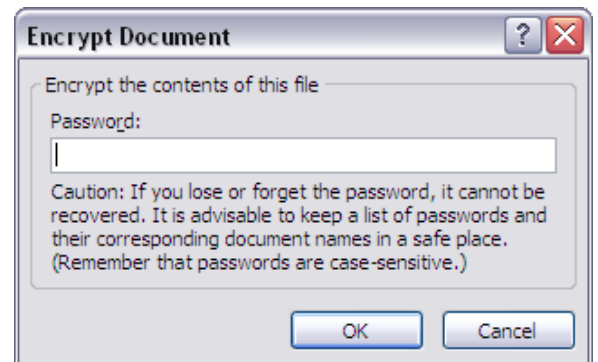 Encrypt Document
Encrypt the contents of this file
Password:
Caution: If you lose or forget the password, it cannot be
recovered. It is advisable to keep a list of passwords and
their corresponding document names in a safe place.
(Remember that passwords are case-sensitive.)
OK Cancel